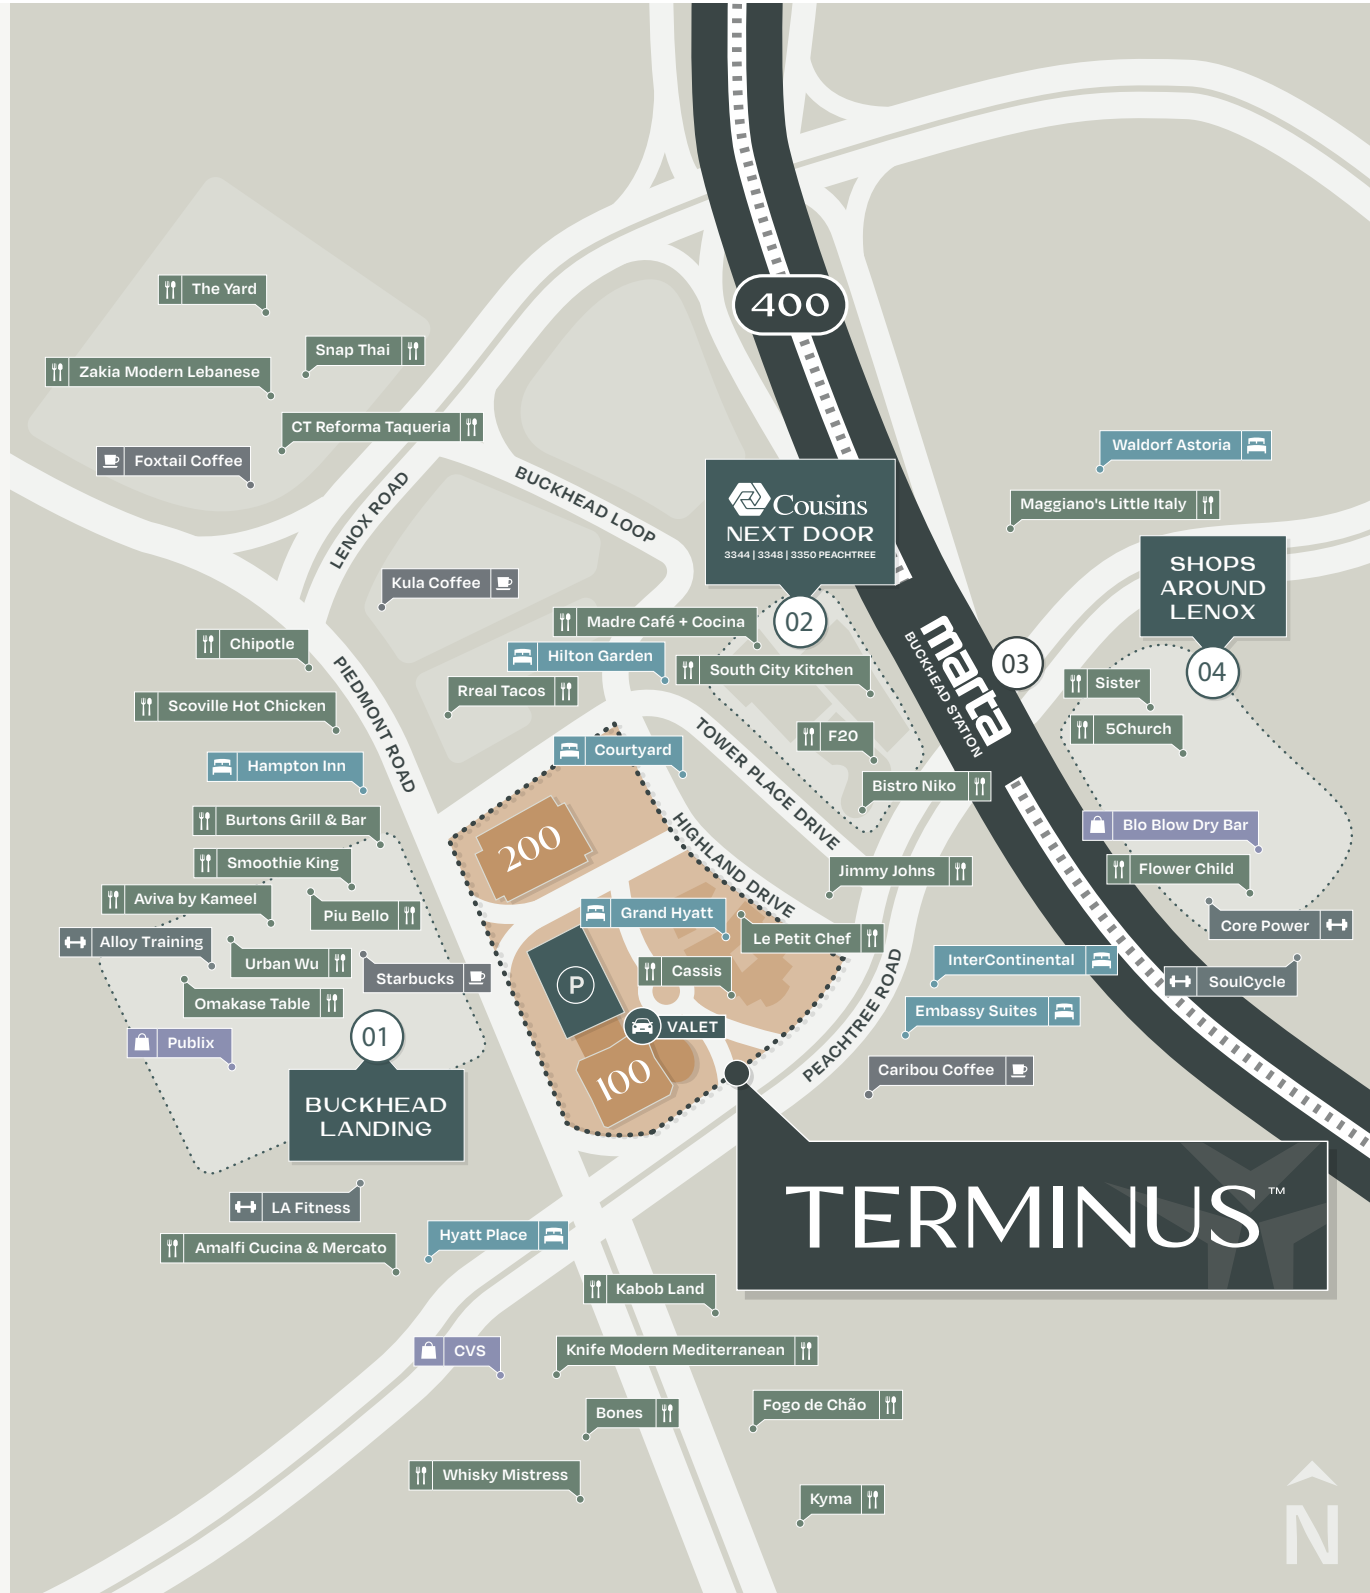 400
The Yard
Snap Thai
Zakia Modern Lebanese
CT Reforma Taqueria
Foxtail Coffee
LENOX ROAD
BUCKHEAD LOOP
Cousins
NEXT DOOR
3344 | 3348 | 3350 PEACHTREE
02
Waldorf Astoria
Maggiano's Little Italy
SHOPS
AROUND
LENOX
04
Kula Coffee
Madre Café + Cocina
Hilton Garden
South City Kitchen
Rreal Tacos
marta
BUCKHEAD STATION
03
Sister
5Church
Chipotle
Scoville Hot Chicken
PIEDMONT ROAD
Hampton Inn
Courtyard
TOWER PLACE DRIVE
F20
Bistro Niko
Burtons Grill & Bar
Smoothie King
Aviva by Kameel
Piu Bello
Alloy Training
Urban Wu
Starbucks
Omakase Table
Publix
01
BUCKHEAD
LANDING
200
HIGHLAND DRIVE
Jimmy Johns
Grand Hyatt
Le Petit Chef
Cassis
P
VALET
100
PEACHTREE ROAD
Blo Blow Dry Bar
Flower Child
Core Power
InterContinental
SoulCycle
Embassy Suites
Caribou Coffee
TERMINUS™
LA Fitness
Amalfi Cucina & Mercato
Hyatt Place
Kabob Land
CVS
Knife Modern Mediterranean
Bones
Fogo de Chão
Whisky Mistress
Kyma
N